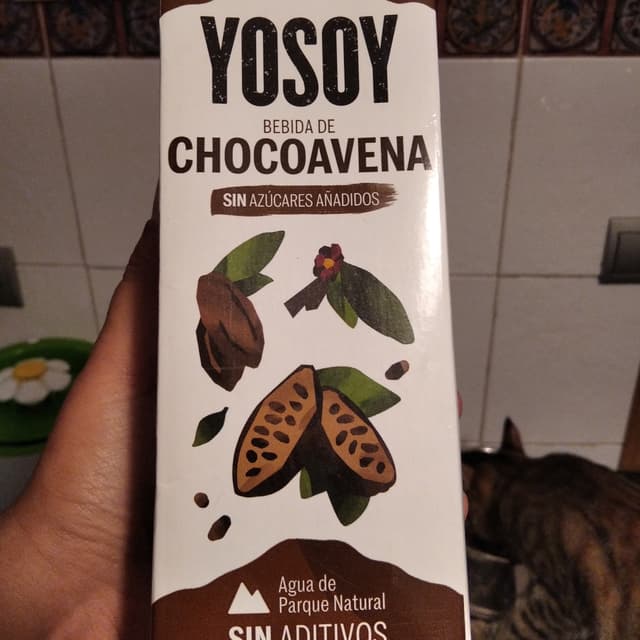 YOSOY
BEBIDA DE
CHOCOAVENA
SIN AZÚCARES AÑADIDOS
Agua de
Parque Natural
SIN ADITIVOS